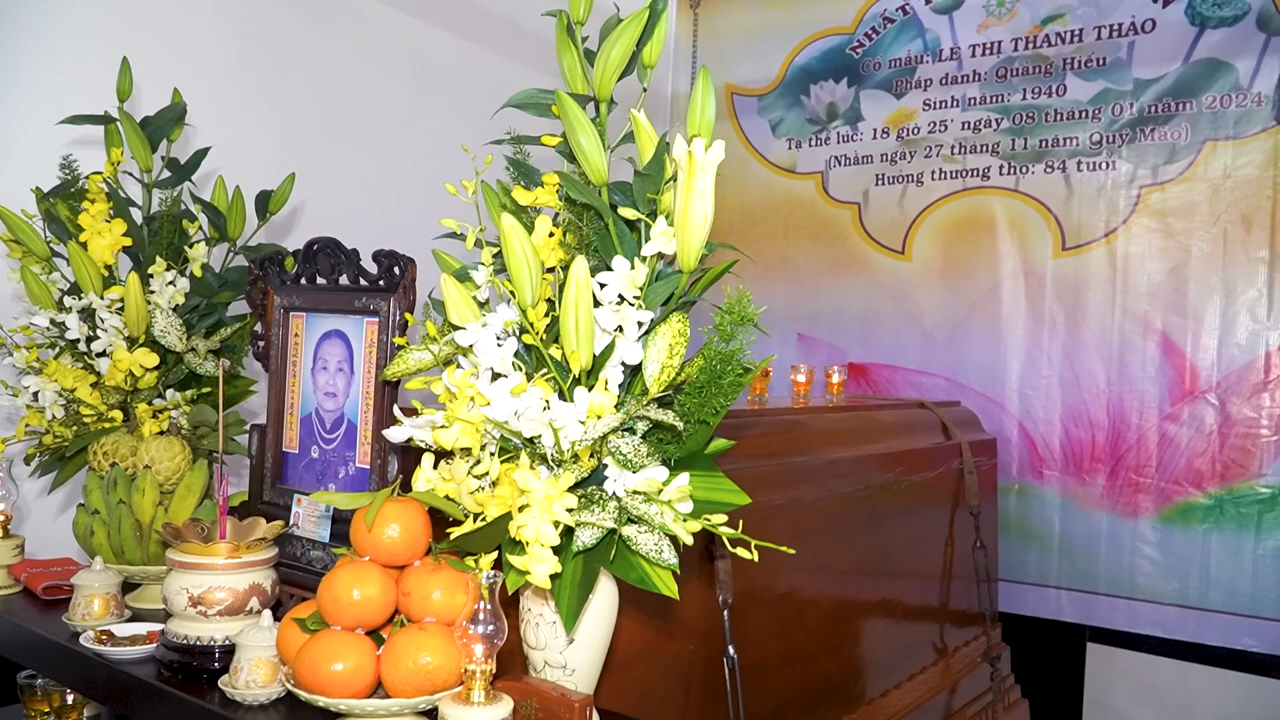 NHẤT
Cố mẫu: LÊ THỊ THANH THẢO
Pháp danh: Quảng Hiếu
Sinh năm: 1940
Tạ thế lúc: 18 giờ 25' ngày 08 tháng 01 năm 2024
(Nhằm ngày 27 tháng 11 năm Quý Mão)
Hưởng thượng thọ: 84 tuổi